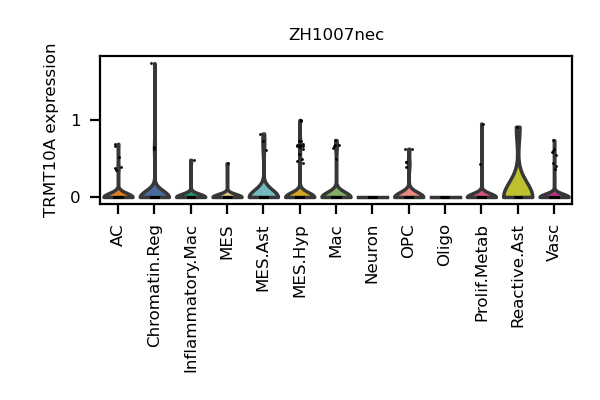 ZH1007nec
TRMT10A expression
1
0
AC
Chromatin.Reg
Inflammatory.Mac
MES
MES.Ast
MES.Hyp
Mac
Neuron
OPC
Oligo
Prolif.Metab
Reactive.Ast
Vasc